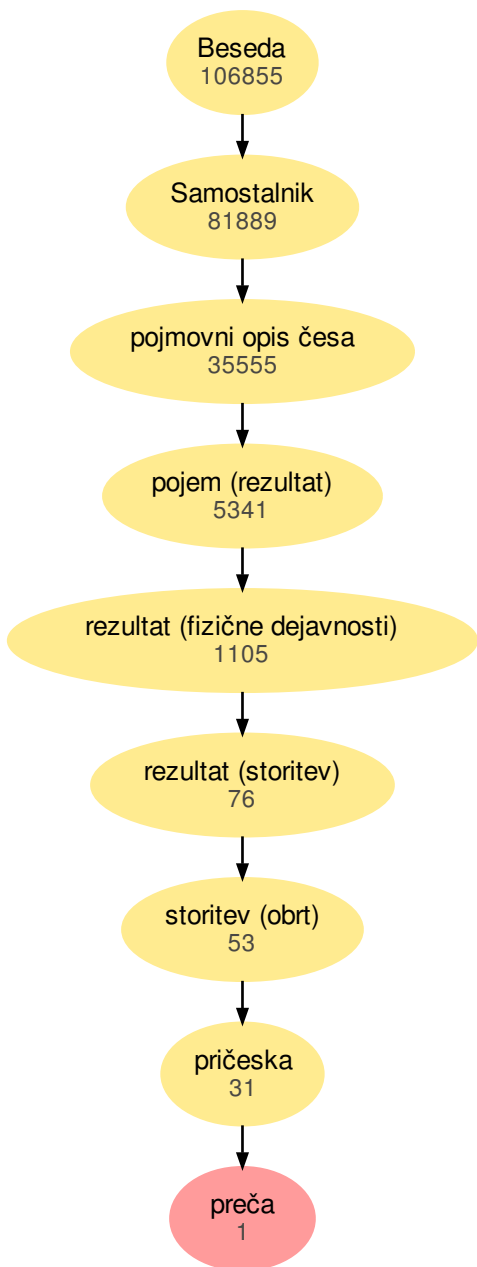 Beseda
106855
Samostalnik
81889
pojmovni opis česa
35555
pojem (rezultat)
5341
rezultat (fizične dejavnosti)
1105
rezultat (storitev)
76
storitev (obrt)
53
pričeska
31
preča
1